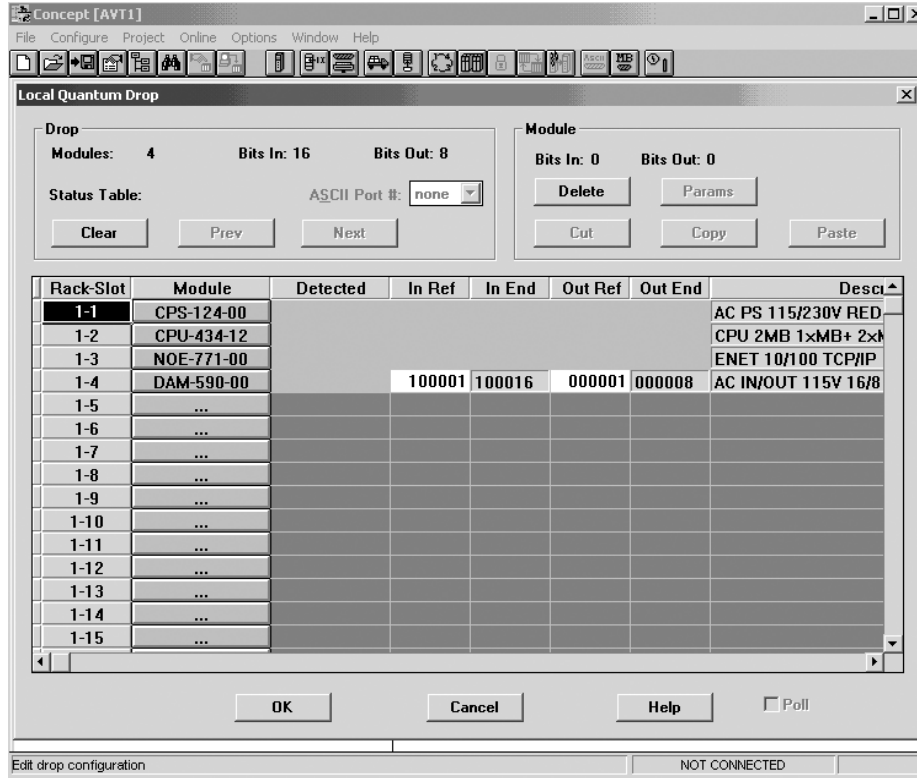 Concept [AVT1]
File Configure Project Online Options Window Help
Ascii MB
Local Quantum Drop
Drop
Modules: 4 Bits In: 16 Bits Out: 8
Status Table: ASCII Port #: none
Clear Prev Next
Module
Bits In: 0 Bits Out: 0
Delete Params
Cut Copy Paste
Rack-Slot Module Detected In Ref In End Out Ref Out End Descr
1-1 CPS-124-00 AC PS 115/230V RED
1-2 CPU-434-12 CPU 2MB 1xMB+ 2xM
1-3 NOE-771-00 ENET 10/100 TCP/IP
1-4 DAM-590-00 100001 100016 000001 000008 AC IN/OUT 115V 16/8
1-5 ...
1-6 ...
1-7 ...
1-8 ...
1-9 ...
1-10 ...
1-11 ...
1-12 ...
1-13 ...
1-14 ...
1-15 ...
OK Cancel Help Poll
Edit drop configuration NOT CONNECTED